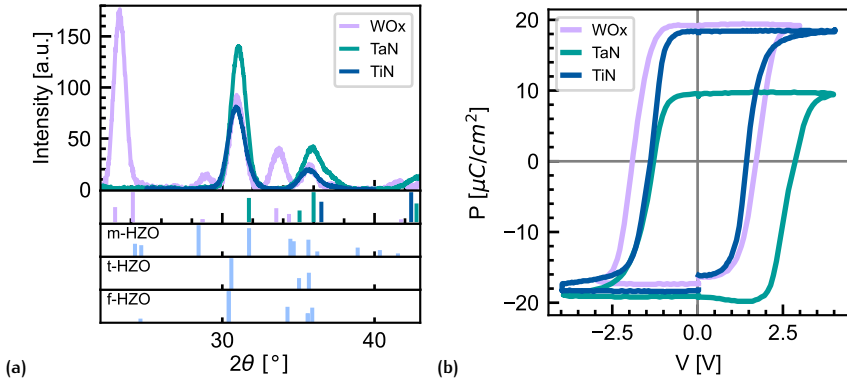 150
100
50
0
Intensity [a.u.]
WOx
TaN
TiN
m-HZO
t-HZO
f-HZO
30
40
2θ [°]
(a)
20
10
0
−10
−20
P [μC/cm²]
WOx
TaN
TiN
−2.5
0.0
2.5
V [V]
(b)